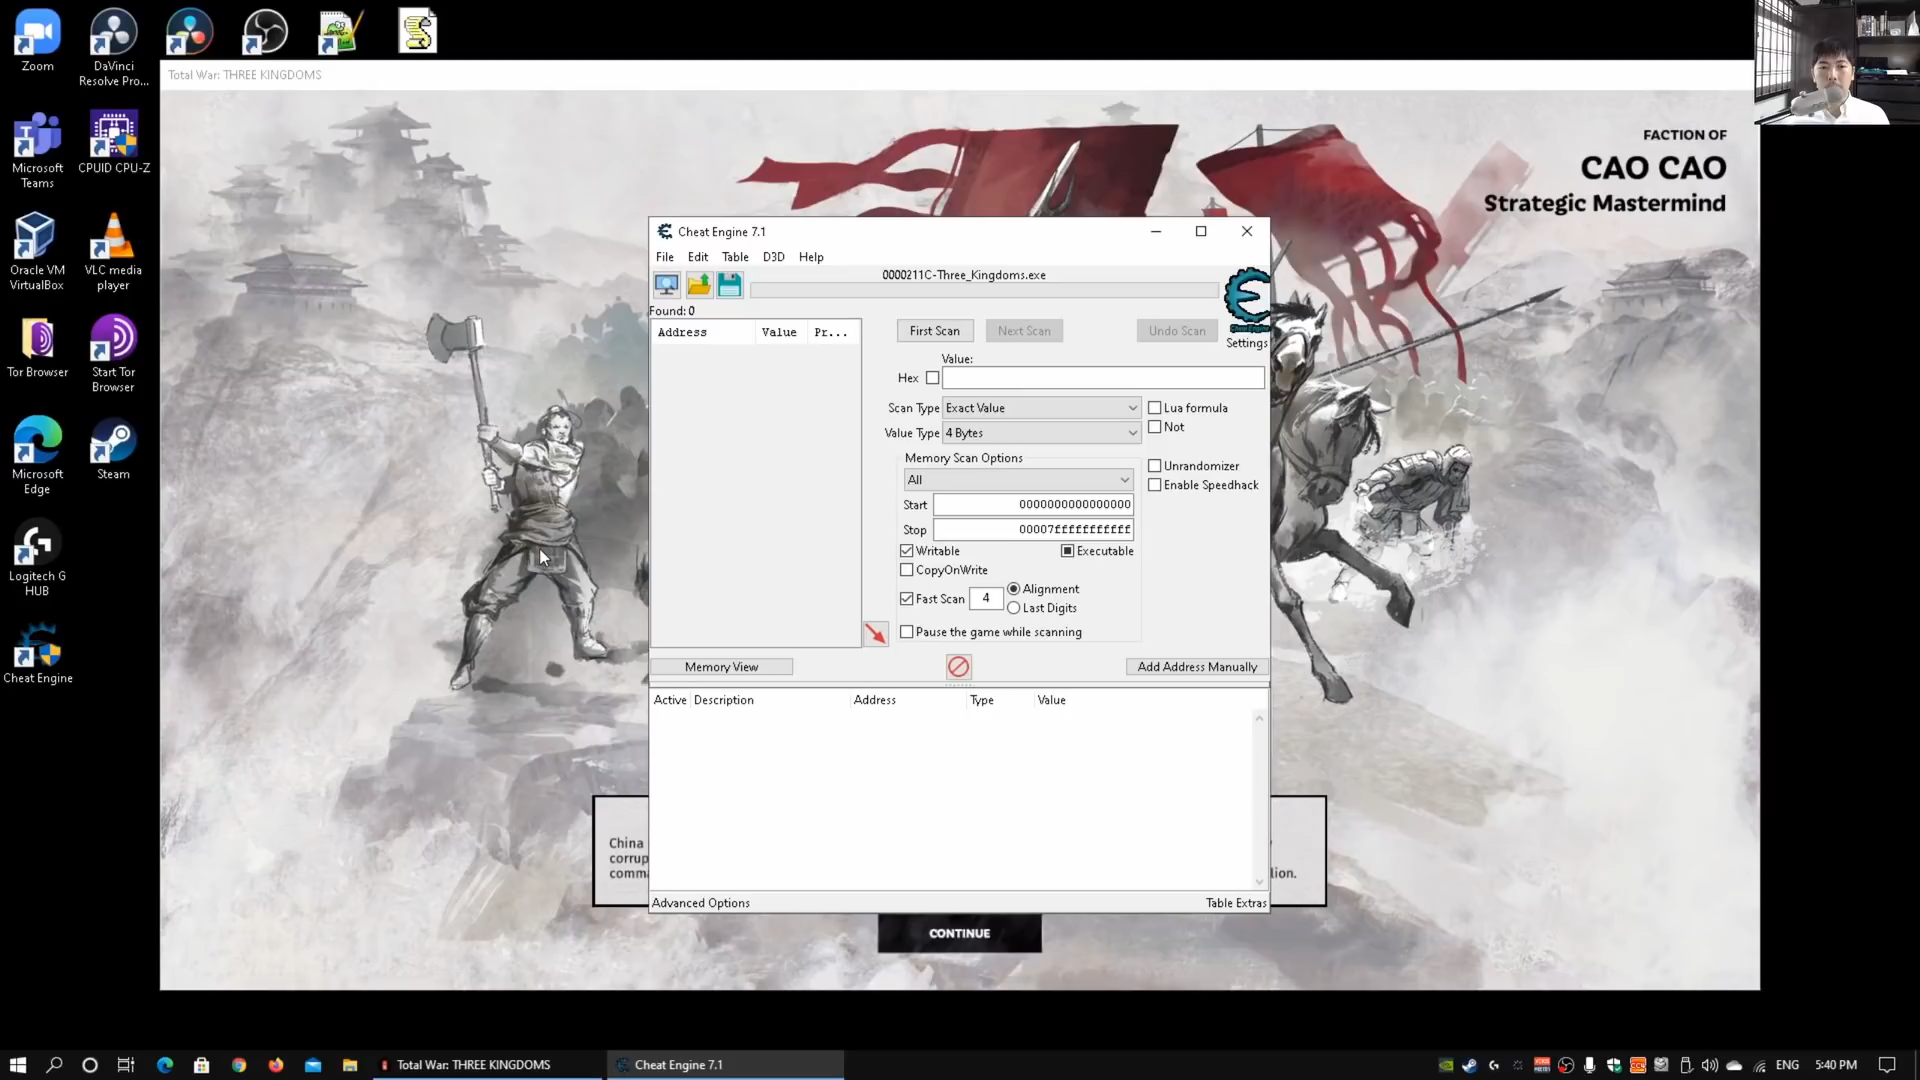 Zoom
DaVinci
Resolve Pro...
Microsoft
Teams
CPUID CPU-Z
Oracle VM
VirtualBox
VLC media
player
Tor Browser
Start Tor
Browser
Microsoft
Edge
Steam
Logitech G
HUB
Cheat Engine
Total War: THREE KINGDOMS
FACTION OF
CAO CAO
Strategic Mastermind
Cheat Engine 7.1
File Edit Table D3D Help
0000211C-Three_Kingdoms.exe
Found: 0
Address Value Pr...
First Scan Next Scan Undo Scan
Settings
Value:
Hex
Scan Type Exact Value
Lua formula
Not
Value Type 4 Bytes
Memory Scan Options
All
Unrandomizer
Enable Speedhack
Start 0000000000000000
Stop 00007fffffffffff
Writable Executable
CopyOnWrite
Fast Scan 4 Alignment
Last Digits
Pause the game while scanning
Memory View Add Address Manually
Active Description Address Type Value
China
corrup
comma
lion.
Advanced Options Table Extras
CONTINUE
Total War: THREE KINGDOMS
Cheat Engine 7.1
ENG 5:40 PM